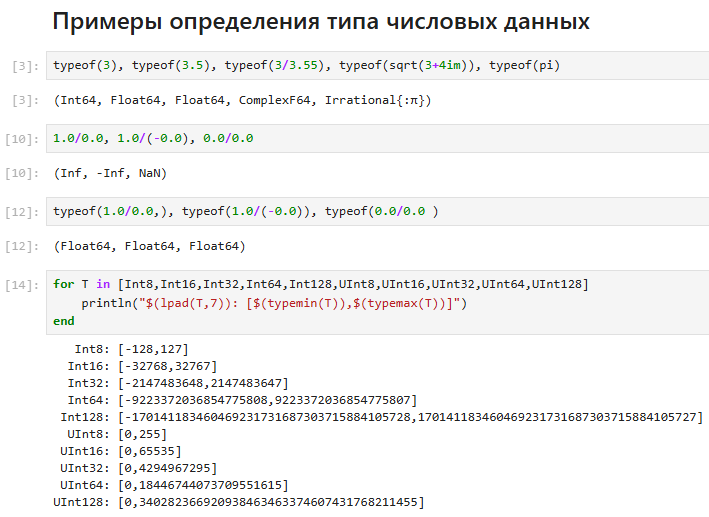 Примеры определения типа числовых данных
[3]: typeof(3), typeof(3.5), typeof(3/3.55), typeof(sqrt(3+4im)), typeof(pi)
[3]: (Int64, Float64, Float64, ComplexF64, Irrational{:π})
[10]: 1.0/0.0, 1.0/(-0.0), 0.0/0.0
[10]: (Inf, -Inf, NaN)
[12]: typeof(1.0/0.0,), typeof(1.0/(-0.0)), typeof(0.0/0.0 )
[12]: (Float64, Float64, Float64)
[14]: for T in [Int8,Int16,Int32,Int64,Int128,UInt8,UInt16,UInt32,UInt64,UInt128]
println("$(lpad(T,7)): [$(typemin(T)),$(typemax(T))]")
end
Int8: [-128,127]
Int16: [-32768,32767]
Int32: [-2147483648,2147483647]
Int64: [-9223372036854775808,9223372036854775807]
Int128: [-170141183460469231731687303715884105728,170141183460469231731687303715884105727]
UInt8: [0,255]
UInt16: [0,65535]
UInt32: [0,4294967295]
UInt64: [0,18446744073709551615]
UInt128: [0,340282366920938463463374607431768211455]